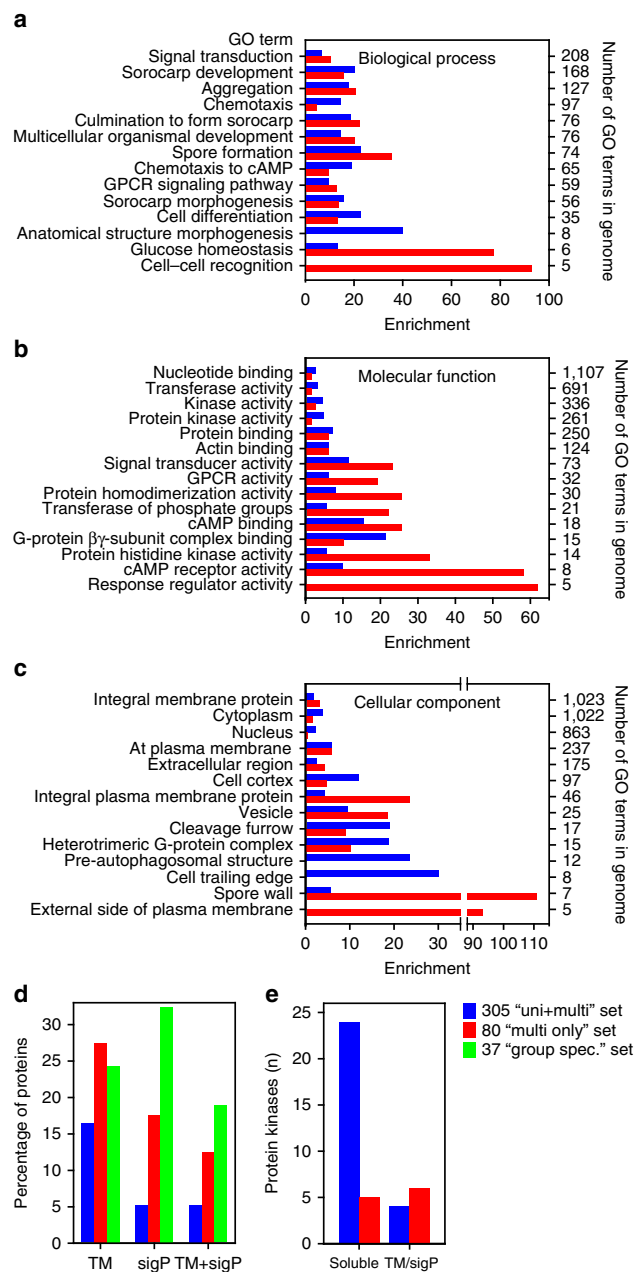 a
GO term
Biological process
Signal transduction 208
Sorocarp development 168
Aggregation 127
Chemotaxis 97
Culmination to form sorocarp 76
Multicellular organismal development 76
Spore formation 74
Chemotaxis to cAMP 65
GPCR signaling pathway 59
Sorocarp morphogenesis 56
Cell differentiation 35
Anatomical structure morphogenesis 8
Glucose homeostasis 6
Cell–cell recognition 5
0 20 40 60 80 100
Enrichment
Number of GO terms in genome
b
Molecular function
Nucleotide binding 1,107
Transferase activity 691
Kinase activity 336
Protein kinase activity 261
Protein binding 250
Actin binding 124
Signal transducer activity 73
GPCR activity 32
Protein homodimerization activity 30
Transferase of phosphate groups 21
cAMP binding 18
G-protein βγ-subunit complex binding 15
Protein histidine kinase activity 14
cAMP receptor activity 8
Response regulator activity 5
0 10 20 30 40 50 60
Enrichment
Number of GO terms in genome
c
Cellular component
Integral membrane protein 1,023
Cytoplasm 1,022
Nucleus 863
At plasma membrane 237
Extracellular region 175
Cell cortex 97
Integral plasma membrane protein 46
Vesicle 25
Cleavage furrow 17
Heterotrimeric G-protein complex 15
Pre-autophagosomal structure 12
Cell trailing edge 8
Spore wall 7
External side of plasma membrane 5
0 10 20 30 90 100 110
Enrichment
Number of GO terms in genome
d
Percentage of proteins
30
25
20
15
10
5
0
TM sigP TM+sigP
e
Protein kinases (n)
25
20
15
10
5
0
Soluble TM/sigP
305 “uni+multi” set
80 “multi only” set
37 “group spec.” set